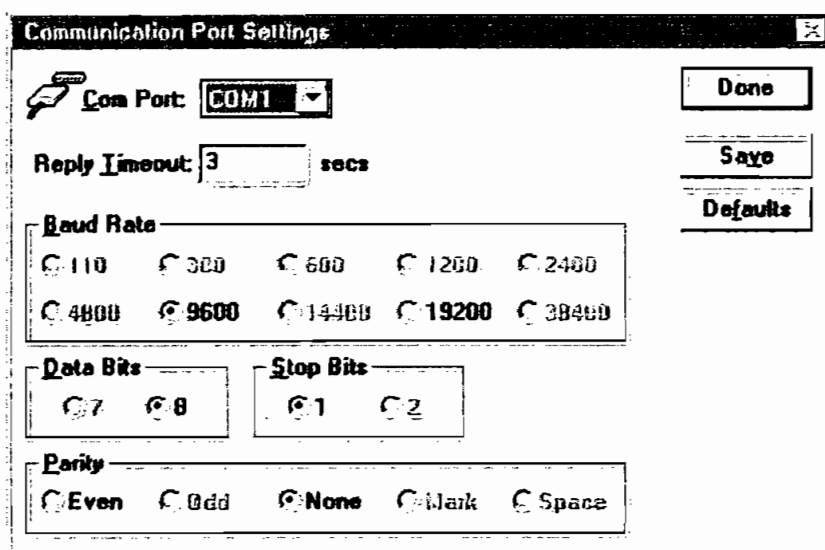 Communication Port Settings
Com Port: COM1
Done
Reply Timeout: 3 secs
Save
Defaults
Baud Rate
110 300 600 1200 2400
4800 9600 14400 19200 38400
Data Bits
Stop Bits
7 8
1 2
Parity
Even Odd None Mark Space